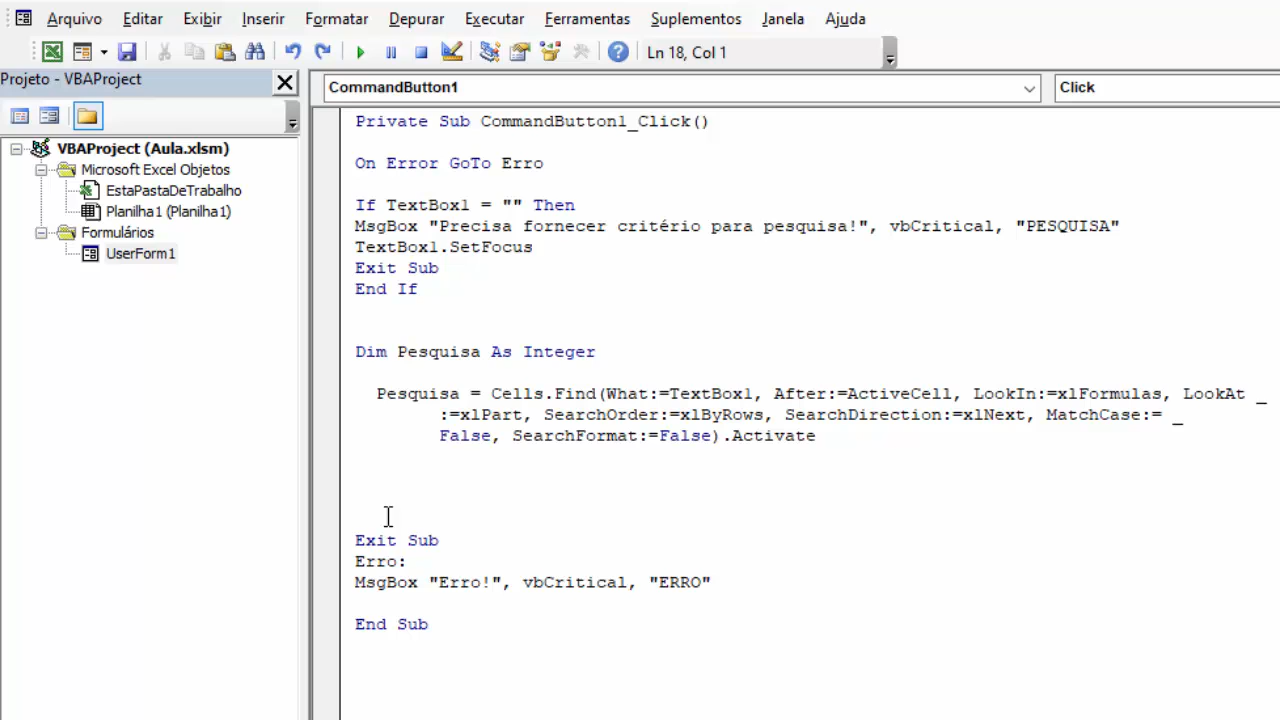 Arquivo Editar Exibir Inserir Formatar Depurar Executar Ferramentas Suplementos Janela Ajuda
Ln 18, Col 1
Projeto - VBAProject
VBAProject (Aula.xlsm)
Microsoft Excel Objetos
EstaPastaDeTrabalho
Planilha1 (Planilha1)
Formulários
UserForm1
CommandButton1 Click
Private Sub CommandButton1_Click()
On Error GoTo Erro
If TextBox1 = "" Then
MsgBox "Precisa fornecer critério para pesquisa!", vbCritical, "PESQUISA"
TextBox1.SetFocus
Exit Sub
End If
Dim Pesquisa As Integer
Pesquisa = Cells.Find(What:=TextBox1, After:=ActiveCell, LookIn:=xlFormulas, LookAt _
:=xlPart, SearchOrder:=xlByRows, SearchDirection:=xlNext, MatchCase:= _
False, SearchFormat:=False).Activate
Exit Sub
Erro:
MsgBox "Erro!", vbCritical, "ERRO"
End Sub